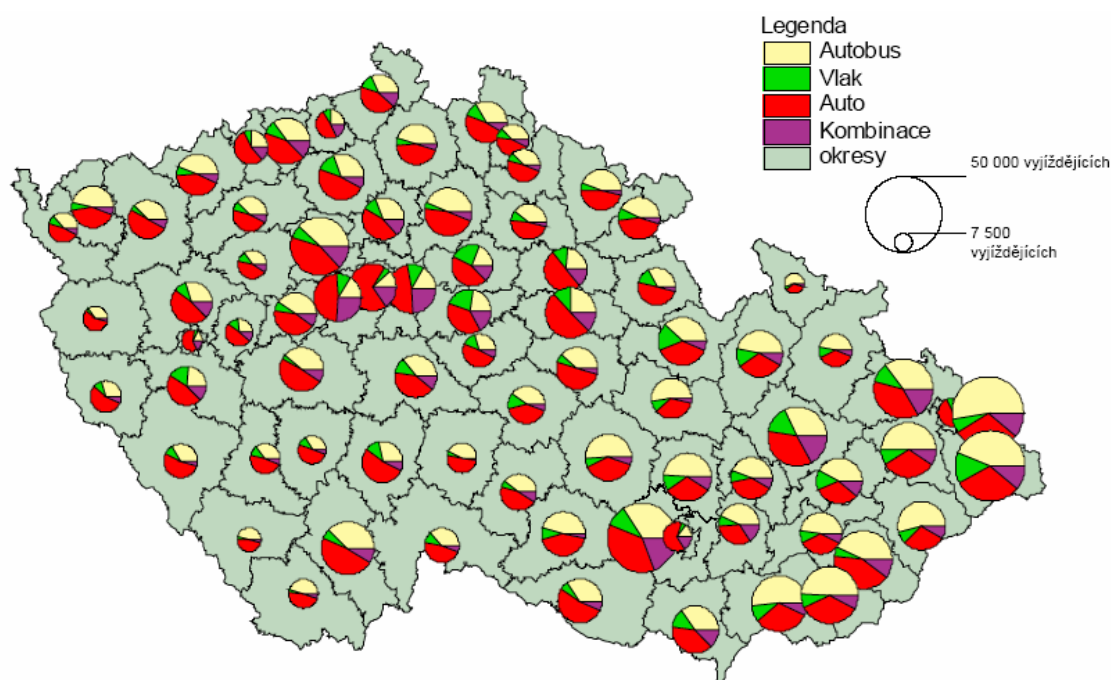 Legenda
Autobus
Vlak
Auto
Kombinace
okresy
50 000 vyjíždějících
7 500
vyjíždějících